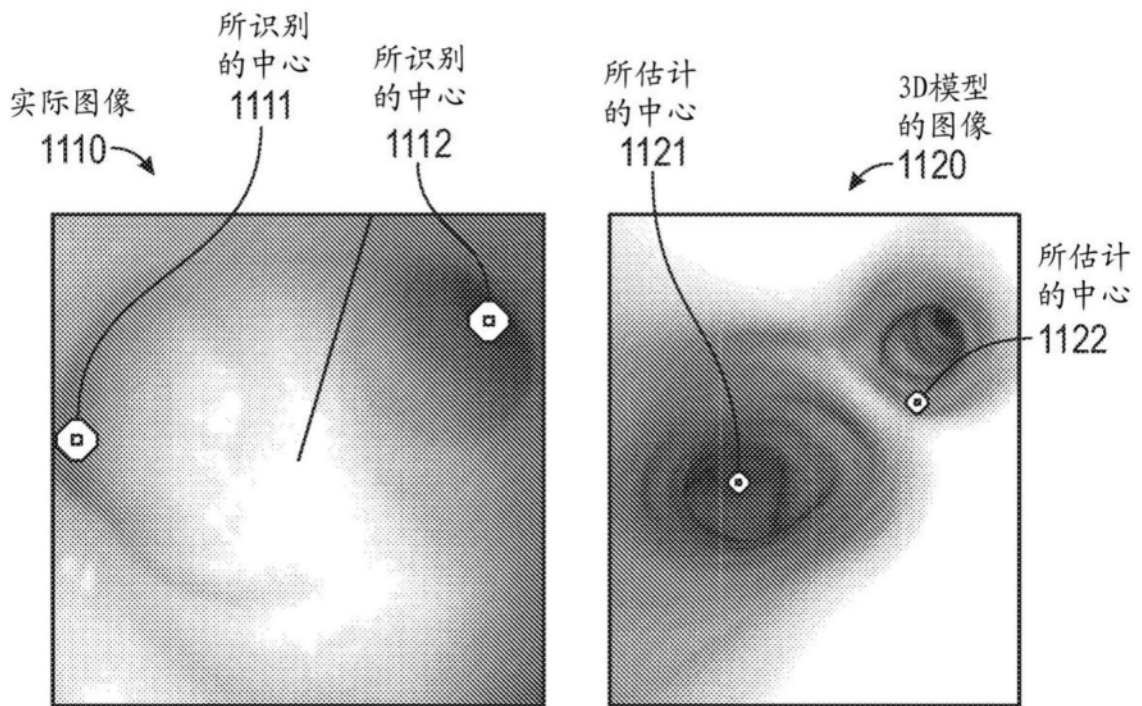 所识别
的中心
1111
所识别
的中心
1112
实际图像
1110
所估计
的中心
1121
3D模型
的图像
1120
所估计
的中心
1122